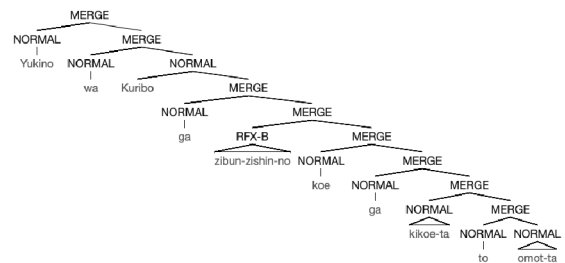 MERGE
NORMAL MERGE
Yukino NORMAL NORMAL
wa Kuribo MERGE
NORMAL MERGE
ga RFX-B MERGE
zibun-zishin-no NORMAL MERGE
koe NORMAL MERGE
ga NORMAL MERGE
kikoe-ta NORMAL NORMAL
to omot-ta